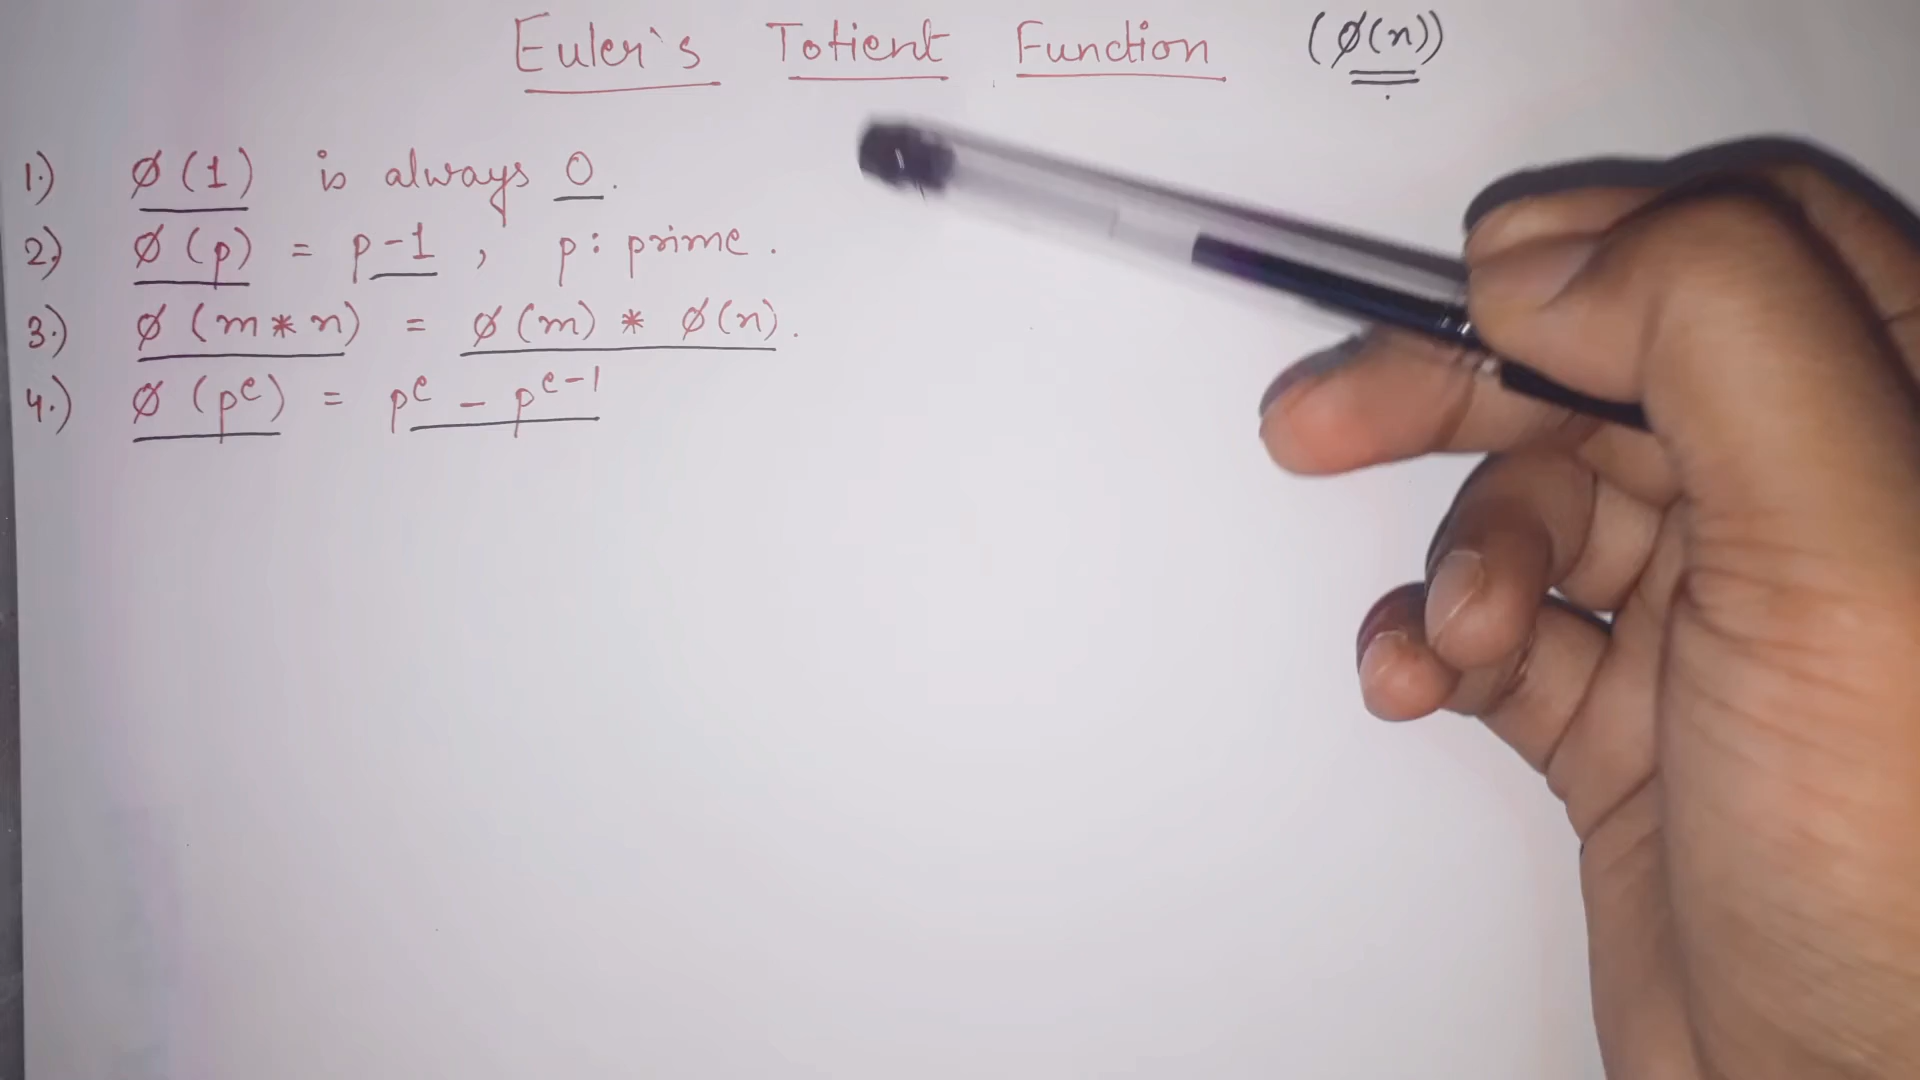 Euler's Totient Function (φ(n))
1.) φ(1) is always 0.
2.) φ(p) = p-1, p: prime.
3.) φ(m*n) = φ(m) * φ(n).
4.) φ(p^e) = p^e - p^(e-1)